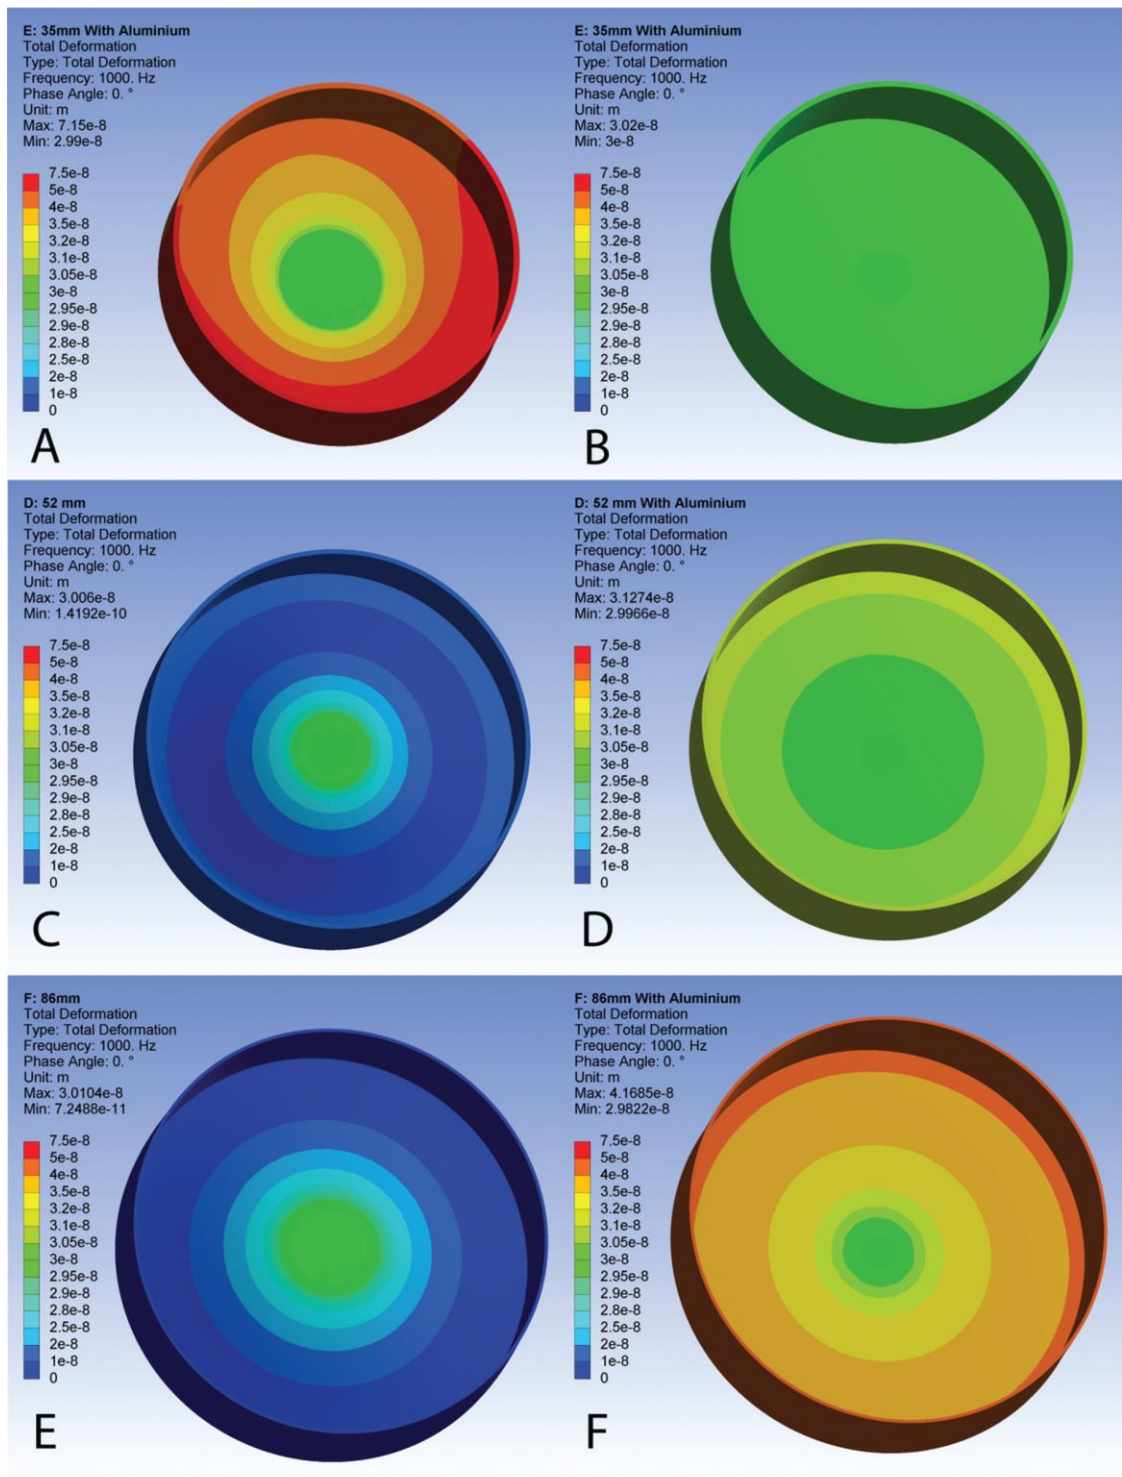 E: 35mm With Aluminium
Total Deformation
Type: Total Deformation
Frequency: 1000. Hz
Phase Angle: 0. °
Unit: m
Max: 7.15e-8
Min: 2.99e-8
7.5e-8
5e-8
4e-8
3.5e-8
3.2e-8
3.1e-8
3.05e-8
3e-8
2.95e-8
2.9e-8
2.8e-8
2.5e-8
2e-8
1e-8
0
A
E: 35mm With Aluminium
Total Deformation
Type: Total Deformation
Frequency: 1000. Hz
Phase Angle: 0. °
Unit: m
Max: 3.02e-8
Min: 3e-8
7.5e-8
5e-8
4e-8
3.5e-8
3.2e-8
3.1e-8
3.05e-8
3e-8
2.95e-8
2.9e-8
2.8e-8
2.5e-8
2e-8
1e-8
0
B
D: 52 mm
Total Deformation
Type: Total Deformation
Frequency: 1000. Hz
Phase Angle: 0. °
Unit: m
Max: 3.006e-8
Min: 1.4192e-10
7.5e-8
5e-8
4e-8
3.5e-8
3.2e-8
3.1e-8
3.05e-8
3e-8
2.95e-8
2.9e-8
2.8e-8
2.5e-8
2e-8
1e-8
0
C
D: 52 mm With Aluminium
Total Deformation
Type: Total Deformation
Frequency: 1000. Hz
Phase Angle: 0. °
Unit: m
Max: 3.1274e-8
Min: 2.9966e-8
7.5e-8
5e-8
4e-8
3.5e-8
3.2e-8
3.1e-8
3.05e-8
3e-8
2.95e-8
2.9e-8
2.8e-8
2.5e-8
2e-8
1e-8
0
D
F: 86mm
Total Deformation
Type: Total Deformation
Frequency: 1000. Hz
Phase Angle: 0. °
Unit: m
Max: 3.0104e-8
Min: 7.2488e-11
7.5e-8
5e-8
4e-8
3.5e-8
3.2e-8
3.1e-8
3.05e-8
3e-8
2.95e-8
2.9e-8
2.8e-8
2.5e-8
2e-8
1e-8
0
E
F: 86mm With Aluminium
Total Deformation
Type: Total Deformation
Frequency: 1000. Hz
Phase Angle: 0. °
Unit: m
Max: 4.1685e-8
Min: 2.9822e-8
7.5e-8
5e-8
4e-8
3.5e-8
3.2e-8
3.1e-8
3.05e-8
3e-8
2.95e-8
2.9e-8
2.8e-8
2.5e-8
2e-8
1e-8
0
F